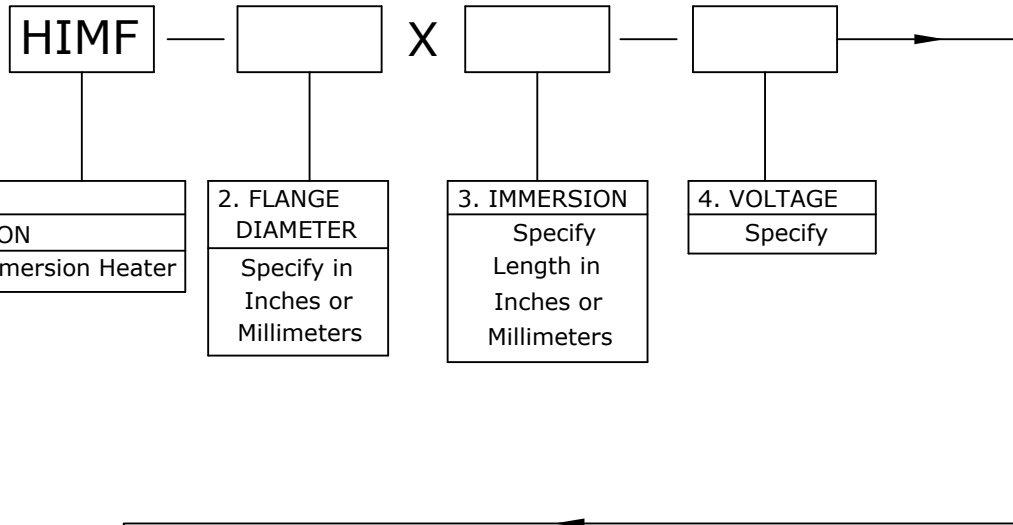 HIMF — X —
ON
mersion Heater
2. FLANGE
DIAMETER
Specify in
Inches or
Millimeters
3. IMMERSION
Specify
Length in
Inches or
Millimeters
4. VOLTAGE
Specify